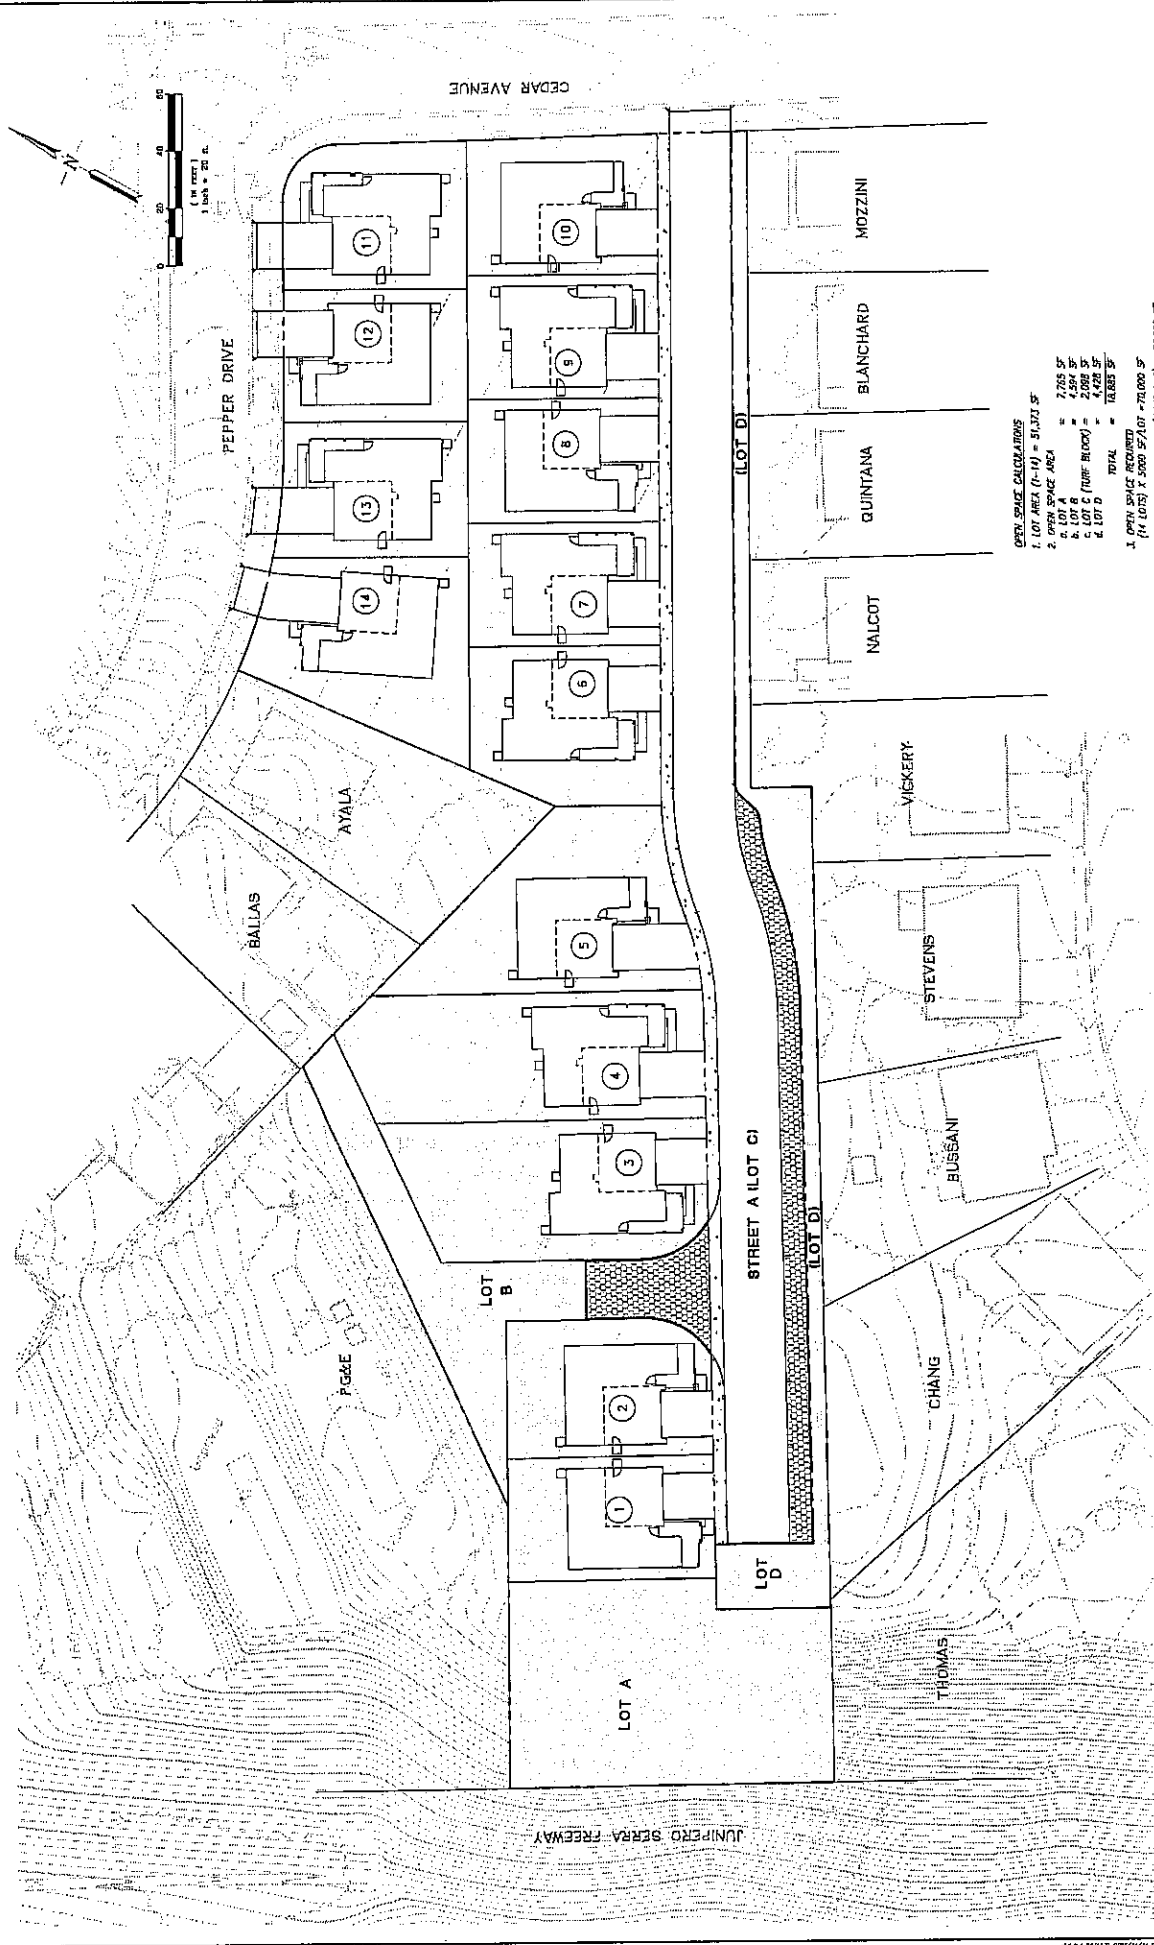 CEDAR AVENUE
N
0 20 40 60
( IN FEET )
1 inch = 20 ft.
PEPPER DRIVE
11
12
13
14
10
9
8
7
6
5
4
3
2
1
AYALA
BALLAS
PG&E
LOT
B
LOT A
LOT
D
STREET A (LOT C)
(LOT D)
(LOT D)
MOZZINI
BLANCHARD
QUINTANA
NALCOT
VICKERY
STEVENS
BUSSANI
CHANG
THOMAS
JUNIPERO SERRA FREEWAY
OPEN SPACE CALCULATIONS
1. LOT AREA (1-14) = 51,373 SF
2. OPEN SPACE AREA
a. LOT A = 7,765 SF
b. LOT B = 4,594 SF
c. LOT C (TURF BLOCK) = 2,098 SF
d. LOT D = 4,428 SF
TOTAL = 18,885 SF
3. OPEN SPACE REQUIRED
(14 LOTS) X 5000 SF/LOT = 70,000 SF